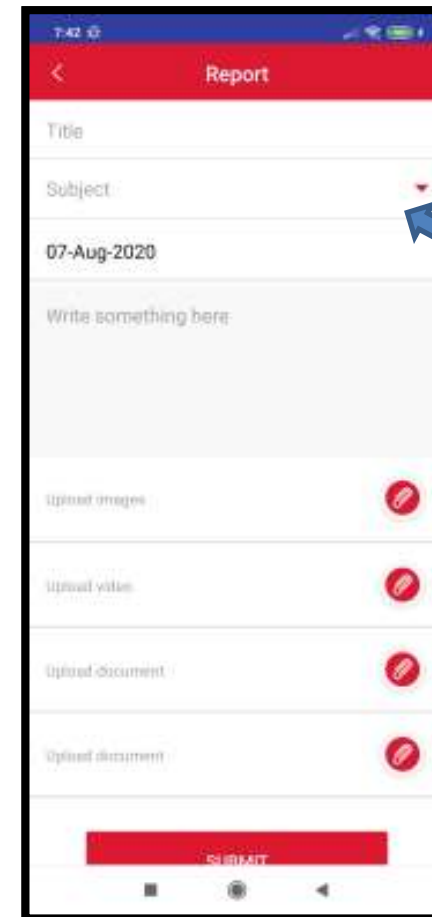 7:42
Report
Title
Subject
07-Aug-2020
Write something here
Upload images
Upload video
Upload document
Upload document
SUBMIT